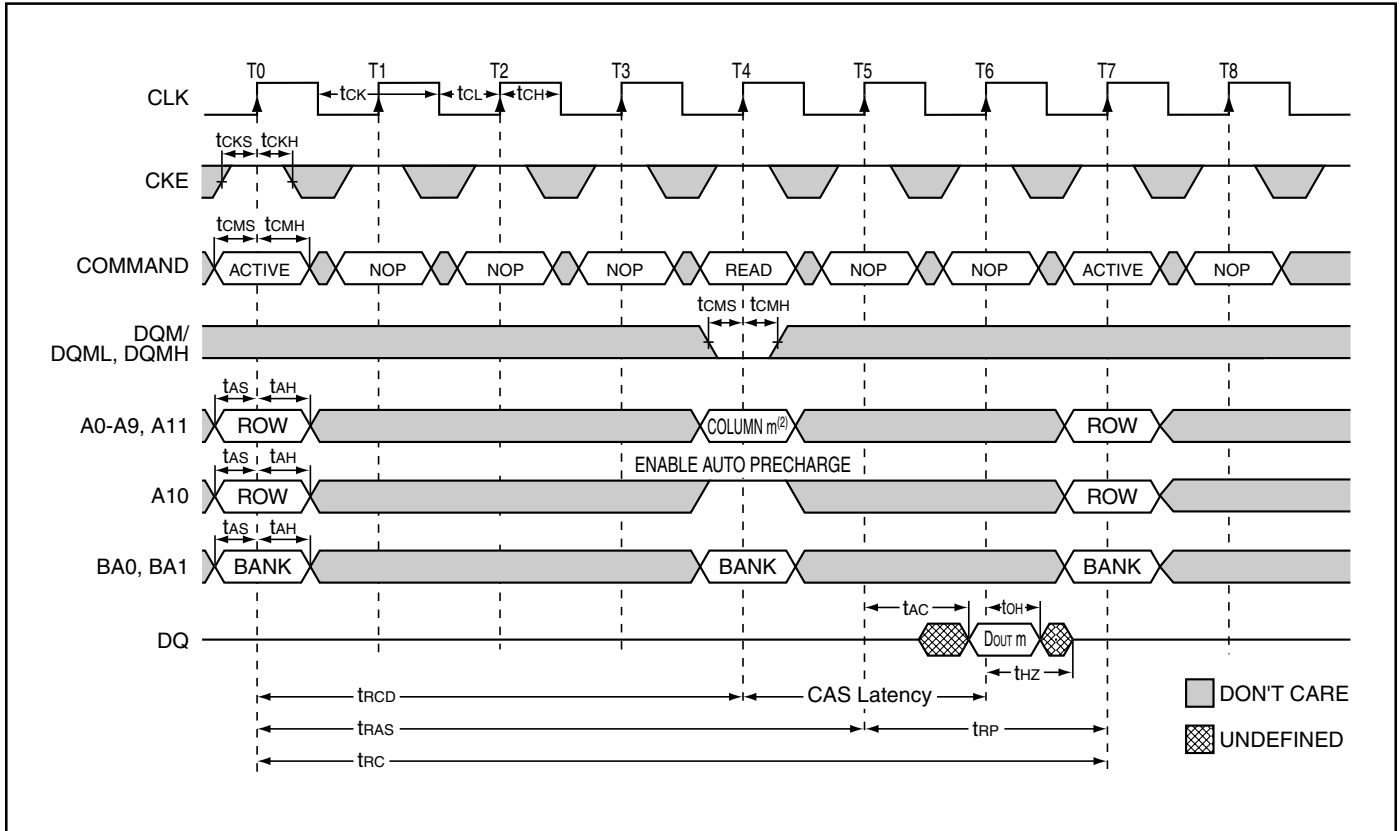 T0 T1 T2 T3 T4 T5 T6 T7 T8
CLK
tCK tCL tCH
tCKS tCKH
CKE
tCMS tCMH
COMMAND
ACTIVE NOP NOP NOP READ NOP NOP ACTIVE NOP
tCMS tCMH
DQM/
DQML, DQMH
tAS tAH
A0-A9, A11
ROW COLUMN m(2) ROW
tAS tAH
ENABLE AUTO PRECHARGE
A10
ROW ROW
tAS tAH
BA0, BA1
BANK BANK BANK
tAC tOH
DQ
DOUT m
tHZ
tRCD CAS Latency
DON'T CARE
tRAS tRP
UNDEFINED
tRC